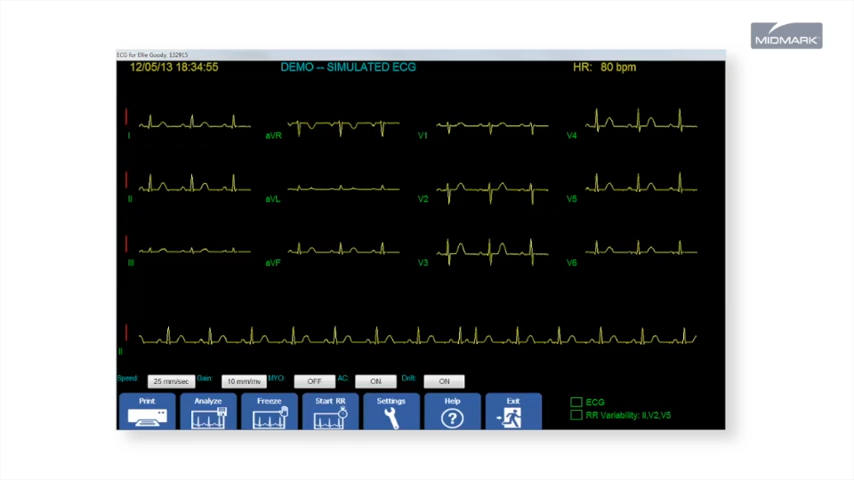 MIDMARK
ECG for Ellie Goody: 132915
12/05/13 18:34:55 DEMO -- SIMULATED ECG HR: 80 bpm
I aVR V1 V4
II aVL V2 V5
III aVF V3 V6
II
Speed: 25 mm/sec Gain: 10 mm/mv MYO: OFF AC: ON Drift: ON
Print Analyze Freeze Start RR Settings Help Exit
ECG
RR Variability: II,V2,V5